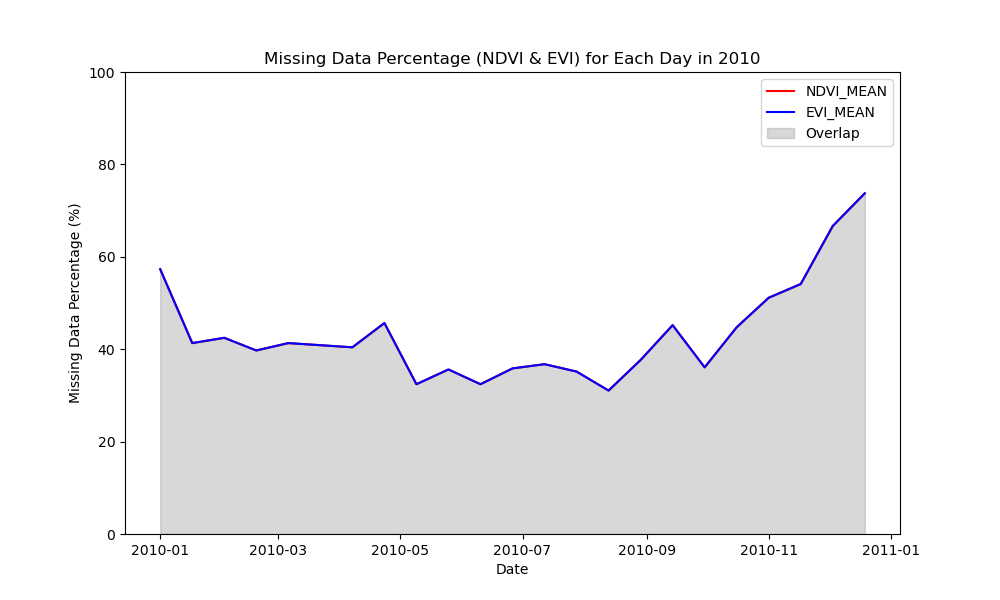 Missing Data Percentage (NDVI & EVI) for Each Day in 2010
100
80
60
40
20
0
Missing Data Percentage (%)
NDVI_MEAN
EVI_MEAN
Overlap
2010-01 2010-03 2010-05 2010-07 2010-09 2010-11 2011-01
Date